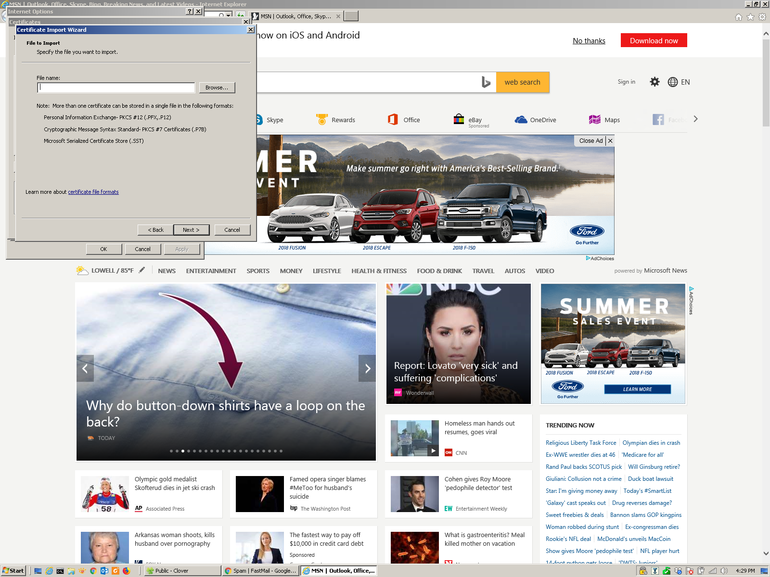 MSN | Outlook, Office, Skype, Bing, Breaking News, and Latest Videos - Internet Explorer
Internet Options
MSN | Outlook, Office, Skyp...
Certificates
Certificate Import Wizard
File to Import
Specify the file you want to import.
File name:
Browse...
Note: More than one certificate can be stored in a single file in the following formats:
Personal Information Exchange- PKCS #12 (.PFX,.P12)
Cryptographic Message Syntax Standard- PKCS #7 Certificates (.P7B)
Microsoft Serialized Certificate Store (.SST)
Learn more about certificate file formats
< Back
Next >
Cancel
OK
Cancel
Apply
now on iOS and Android
No thanks
Download now
web search
Sign in
EN
Skype
Rewards
Office
eBay
Sponsored
OneDrive
Maps
Close Ad
MER
EVENT
Make summer go right with America's Best-Selling Brand.
2018 FUSION
2018 ESCAPE
2018 F-150
Ford
Go Further
AdChoices
LOWELL / 85°F
NEWS
ENTERTAINMENT
SPORTS
MONEY
LIFESTYLE
HEALTH & FITNESS
FOOD & DRINK
TRAVEL
AUTOS
VIDEO
powered by Microsoft News
Why do button-down shirts have a loop on the
back?
TODAY
NBC
Report: Lovato 'very sick' and
suffering 'complications'
Wonderwall
SUMMER
SALES EVENT
2018 FUSION
2018 ESCAPE
2018 F-150
Ford
Go Further
LEARN MORE
AdChoices
Homeless man hands out
resumes, goes viral
CNN
TRENDING NOW
Religious Liberty Task Force
Olympian dies in crash
Ex-WWE wrestler dies at 46
'Medicare for all'
Rand Paul backs SCOTUS pick
Will Ginsburg retire?
Giuliani: Collusion not a crime
Duck boat lawsuit
Star: I'm giving money away
Today's #SmartList
'Galaxy' cast speaks out
Drug reverses damage?
Sweet freebies & deals
Bannon slams GOP kingpins
Woman robbed during stunt
Ex-congressman dies
Rookie's NFL deal
McDonald's unveils MacCoin
Show gives Moore 'pedophile test'
NFL player hurt
Olympic gold medalist
Skofterud dies in jet ski crash
AP Associated Press
58
Famed opera singer blames
#MeToo for husband's
suicide
wp The Washington Post
Cohen gives Roy Moore
'pedophile detector' test
EW Entertainment Weekly
Arkansas woman shoots, kills
husband over pornography
The fastest way to pay off
$10,000 in credit card debt
Sponsored
What is gastroenteritis? Meal
killed mother on vacation
Start
Public - Clover
Spam | FastMail - Google...
MSN | Outlook, Office,...
4:29 PM